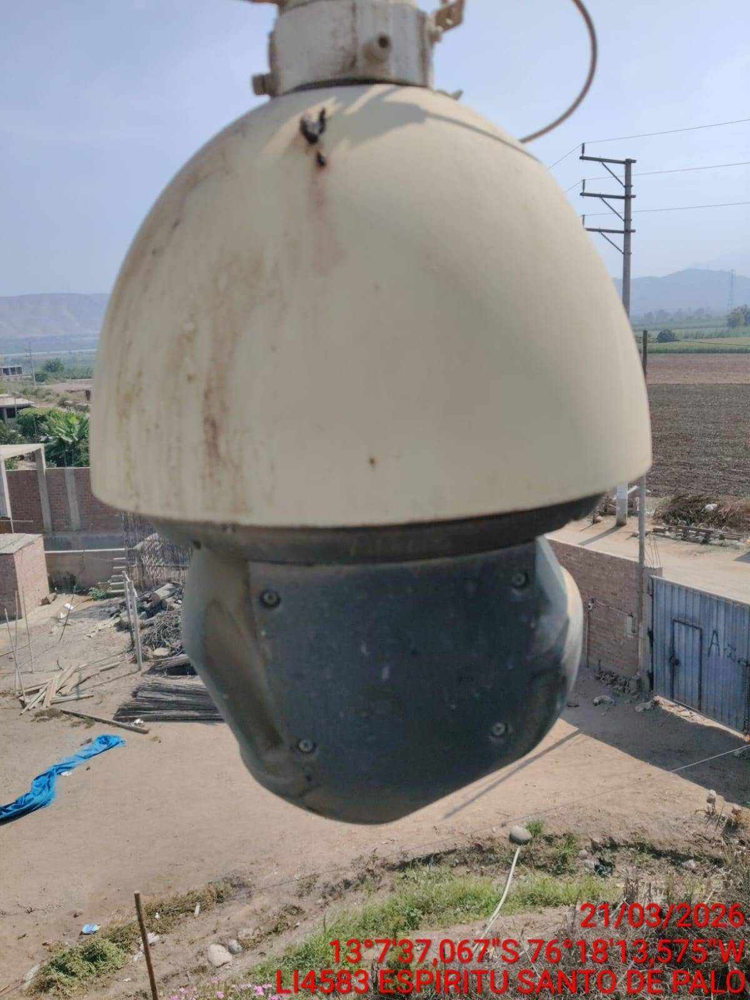 21/03/2026
13°7'37,067"S 76°18'13,575"W
LI4583 ESPIRITU SANTO DE PALO